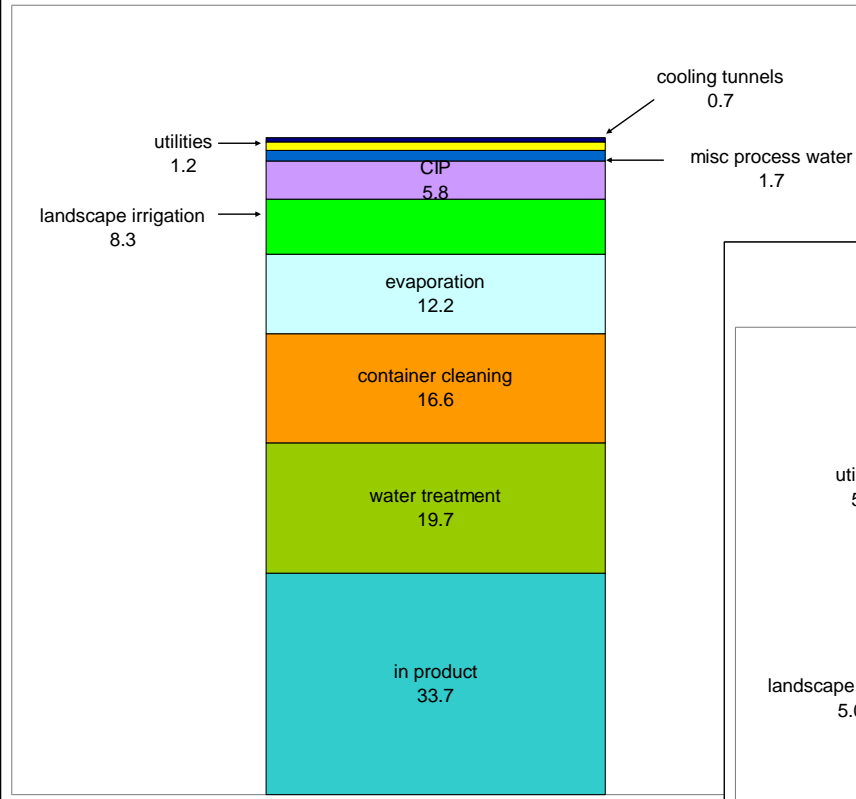 cooling tunnels
0.7
utilities
1.2
misc process water
1.7
CIP
5.8
landscape irrigation
8.3
evaporation
12.2
container cleaning
16.6
water treatment
19.7
in product
33.7
landscape